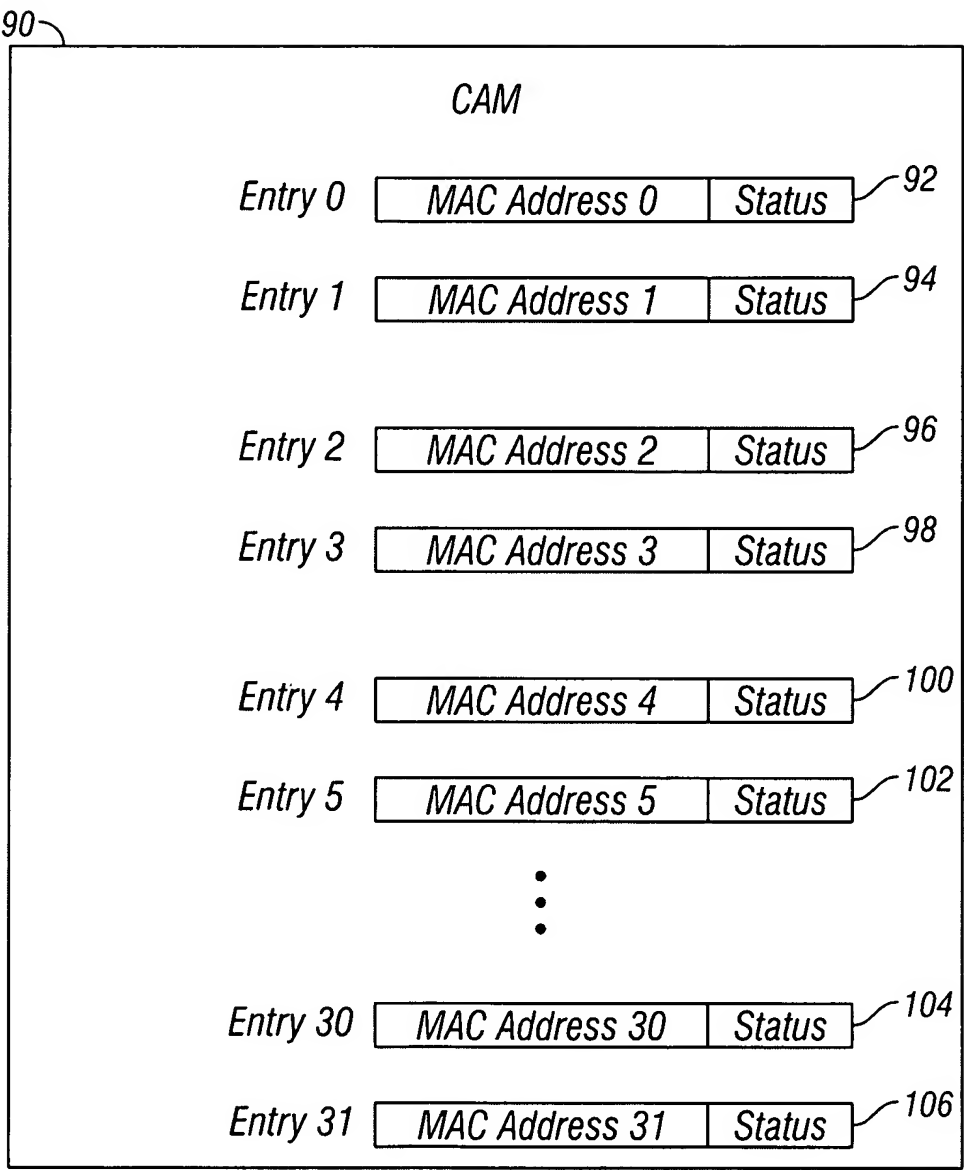 90
CAM
Entry 0 MAC Address 0 Status 92
Entry 1 MAC Address 1 Status 94
Entry 2 MAC Address 2 Status 96
Entry 3 MAC Address 3 Status 98
Entry 4 MAC Address 4 Status 100
Entry 5 MAC Address 5 Status 102
Entry 30 MAC Address 30 Status 104
Entry 31 MAC Address 31 Status 106